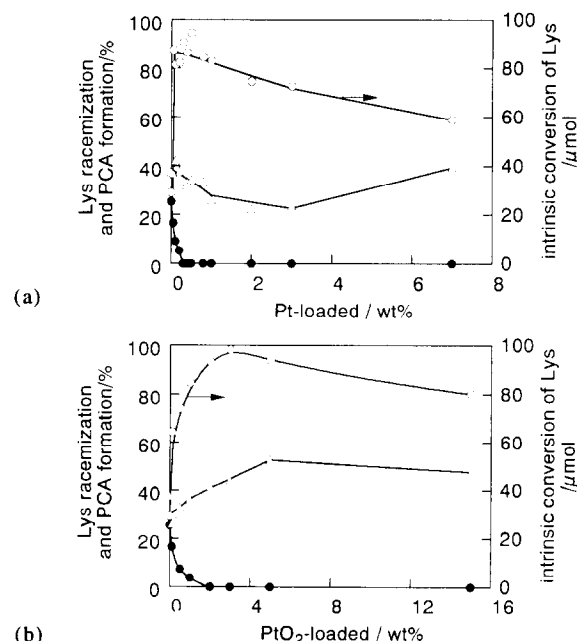 100
100
80
80
60
60
40
40
20
20
0
0
0
2
4
6
8
Lys racemization
and PCA formation/%
intrinsic conversion of Lys
/µmol
Pt-loaded / wt%
(a)
100
100
80
80
60
60
40
40
20
20
0
0
0
4
8
12
16
Lys racemization
and PCA formation/%
intrinsic conversion of Lys
/µmol
PtO₂-loaded / wt%
(b)